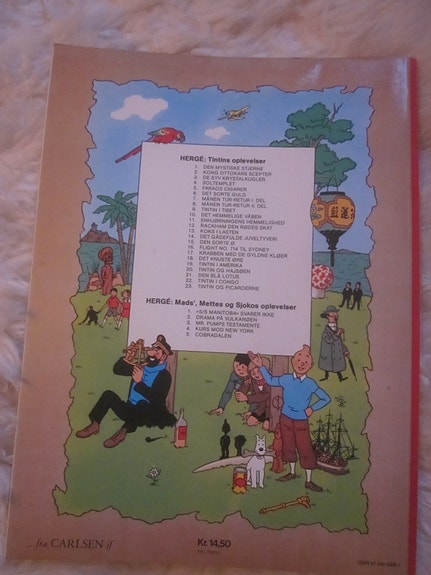 HERGÉ: Tintins oplevelser
1. DEN MYSTISKE STJERNE
2. KONG OTTOKARS SCEPTER
3. DE SYV KRYSTALKUGLER
4. SOLTEMPLET
5. FARAOS CIGARER
6. DET SORTE GULD
7. MÅNEN TUR-RETUR I. DEL
8. MÅNEN TUR-RETUR II. DEL
9. TINTIN I TIBET
10. DET HEMMELIGE VÅBEN
11. ENHJØRNINGENS HEMMELIGHED
12. RACKHAM DEN RØDES SKAT
13. KOKS I LASTEN
14. DET GÅDEFULDE JUVELTYVERI
15. DEN SORTE Ø
16. FLIGHT NO. 714 TIL SYDNEY
17. KRABBEN MED DE GYLDNE KLØER
18. DET KNUSTE ØRE
19. TINTIN I AMERIKA
20. TINTIN OG HAJSØEN
21. DEN BLÅ LOTUS
22. TINTIN I CONGO
23. TINTIN OG PICAROERNE
HERGÉ: Mads', Mettes og Sjokos oplevelser
1. «S/S MANITOBA» SVARER IKKE
2. DRAMA PÅ VULKANØEN
3. MR. PUMPS TESTAMENTE
4. KURS MOD NEW YORK
5. COBRADALEN
...fra CARLSEN if
Kr. 14,50